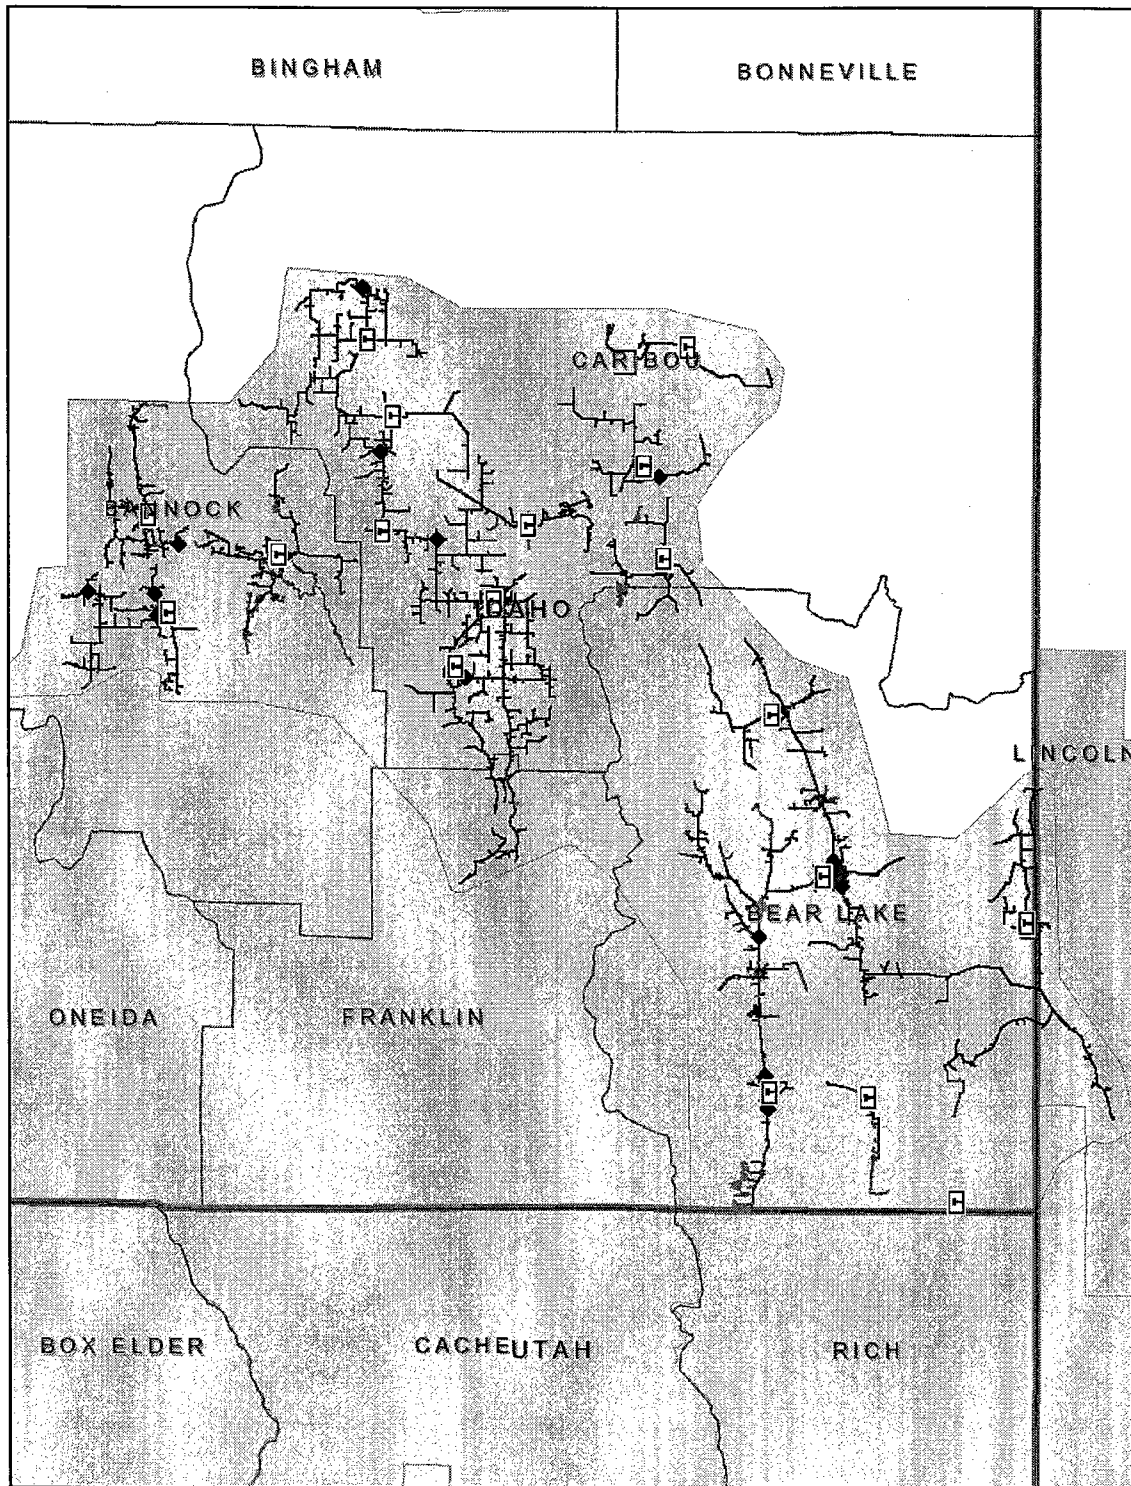 BINGHAM
BONNEVILLE
CARIBOU
BANNOCK
IDAHO
LINCOLN
BEAR LAKE
ONEIDA
FRANKLIN
BOX ELDER
CACHE
UTAH
RICH